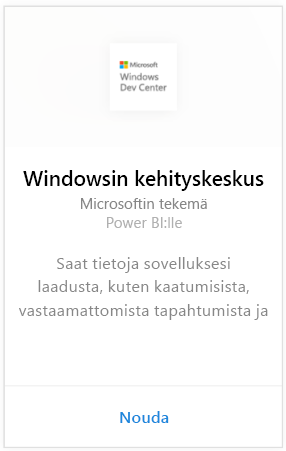 Microsoft
Windows
Dev Center
Windowsin kehityskeskus
Microsoftin tekemä
Power BI:lle
Saat tietoja sovelluksesi
laadusta, kuten kaatumisista,
vastaamattomista tapahtumista ja
Nouda